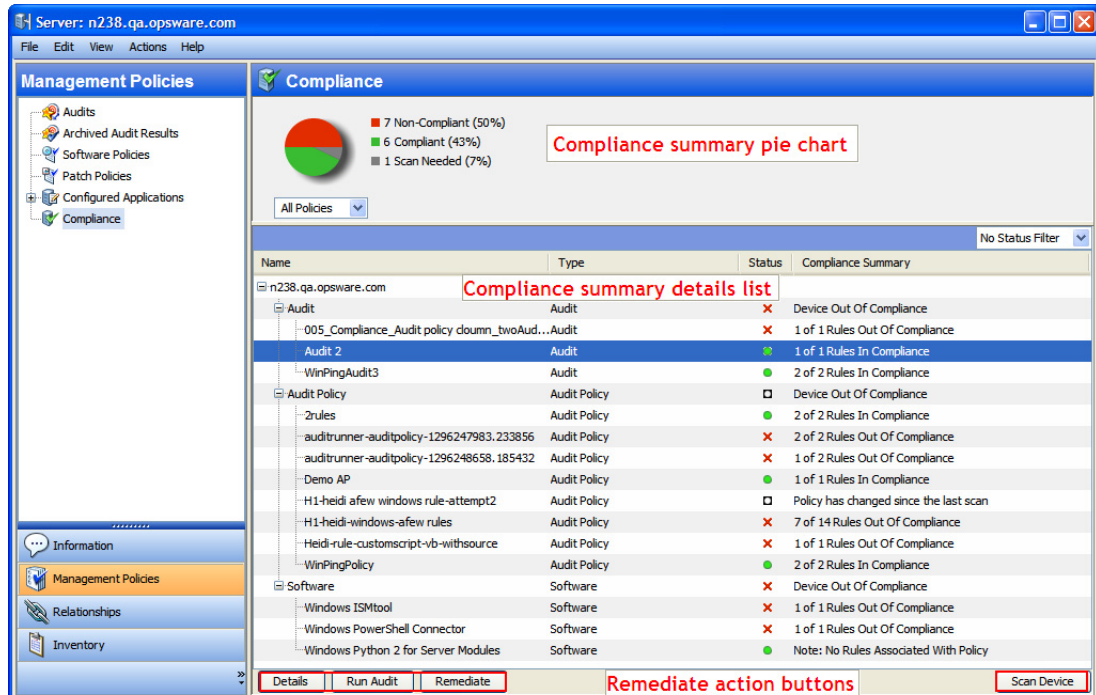 Server: n238.qa.opsware.com
File Edit View Actions Help
Management Policies
Audits
Archived Audit Results
Software Policies
Patch Policies
Configured Applications
Compliance
Information
Management Policies
Relationships
Inventory
»
Compliance
7 Non-Compliant (50%)
6 Compliant (43%)
1 Scan Needed (7%)
Compliance summary pie chart
All Policies
No Status Filter
Name Type Status Compliance Summary
n238.qa.opsware.com
Compliance summary details list
Audit Audit Device Out Of Compliance
005_Compliance_Audit policy cloumn_twoAud... Audit 1 of 1 Rules Out Of Compliance
Audit 2 Audit 1 of 1 Rules In Compliance
WinPingAudit3 Audit 2 of 2 Rules In Compliance
Audit Policy Audit Policy Device Out Of Compliance
2rules Audit Policy 2 of 2 Rules In Compliance
auditrunner-auditpolicy-1296247983.233856 Audit Policy 2 of 2 Rules Out Of Compliance
auditrunner-auditpolicy-1296248658.185432 Audit Policy 1 of 2 Rules Out Of Compliance
Demo AP Audit Policy 1 of 1 Rules In Compliance
H1-heidi afew windows rule-attempt2 Audit Policy Policy has changed since the last scan
H1-heidi-windows-afew rules Audit Policy 7 of 14 Rules Out Of Compliance
Heidi-rule-customscript-vb-withsource Audit Policy 1 of 1 Rules Out Of Compliance
WinPingPolicy Audit Policy 2 of 2 Rules In Compliance
Software Software Device Out Of Compliance
Windows ISMtool Software 1 of 1 Rules Out Of Compliance
Windows PowerShell Connector Software 1 of 1 Rules Out Of Compliance
Windows Python 2 for Server Modules Software Note: No Rules Associated With Policy
Details Run Audit Remediate Remediate action buttons Scan Device